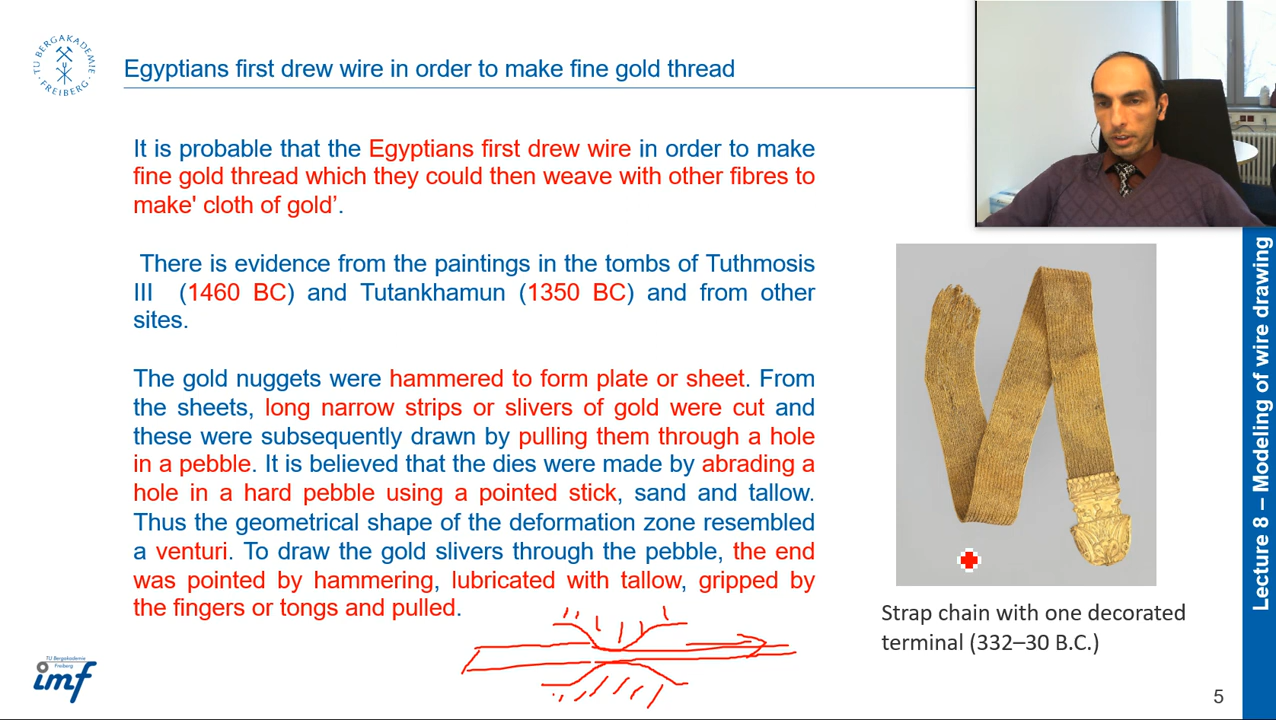 TU BERGAKADEMIE
· FREIBERG ·
Egyptians first drew wire in order to make fine gold thread
It is probable that the Egyptians first drew wire in order to make
fine gold thread which they could then weave with other fibres to
make' cloth of gold’.
There is evidence from the paintings in the tombs of Tuthmosis
III (1460 BC) and Tutankhamun (1350 BC) and from other
sites.
The gold nuggets were hammered to form plate or sheet. From
the sheets, long narrow strips or slivers of gold were cut and
these were subsequently drawn by pulling them through a hole
in a pebble. It is believed that the dies were made by abrading a
hole in a hard pebble using a pointed stick, sand and tallow.
Thus the geometrical shape of the deformation zone resembled
a venturi. To draw the gold slivers through the pebble, the end
was pointed by hammering, lubricated with tallow, gripped by
the fingers or tongs and pulled.
Strap chain with one decorated
terminal (332–30 B.C.)
Lecture 8 – Modeling of wire drawing
TU Bergakademie
Freiberg
imf
5